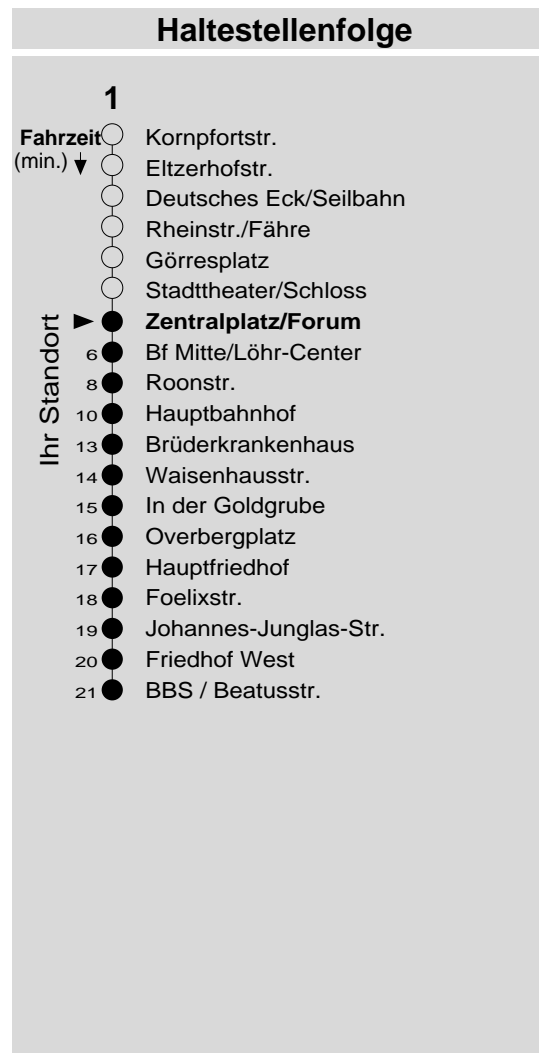 Haltestellenfolge
1
Fahrzeit Kornpfortstr.
(min.) Eltzerhofstr.
Deutsches Eck/Seilbahn
Rheinstr./Fähre
Görresplatz
Stadttheater/Schloss
Ihr Standort
Zentralplatz/Forum
6 Bf Mitte/Löhr-Center
8 Roonstr.
10 Hauptbahnhof
13 Brüderkrankenhaus
14 Waisenhausstr.
15 In der Goldgrube
16 Overbergplatz
17 Hauptfriedhof
18 Foelixstr.
19 Johannes-Junglas-Str.
20 Friedhof West
21 BBS / Beatusstr.